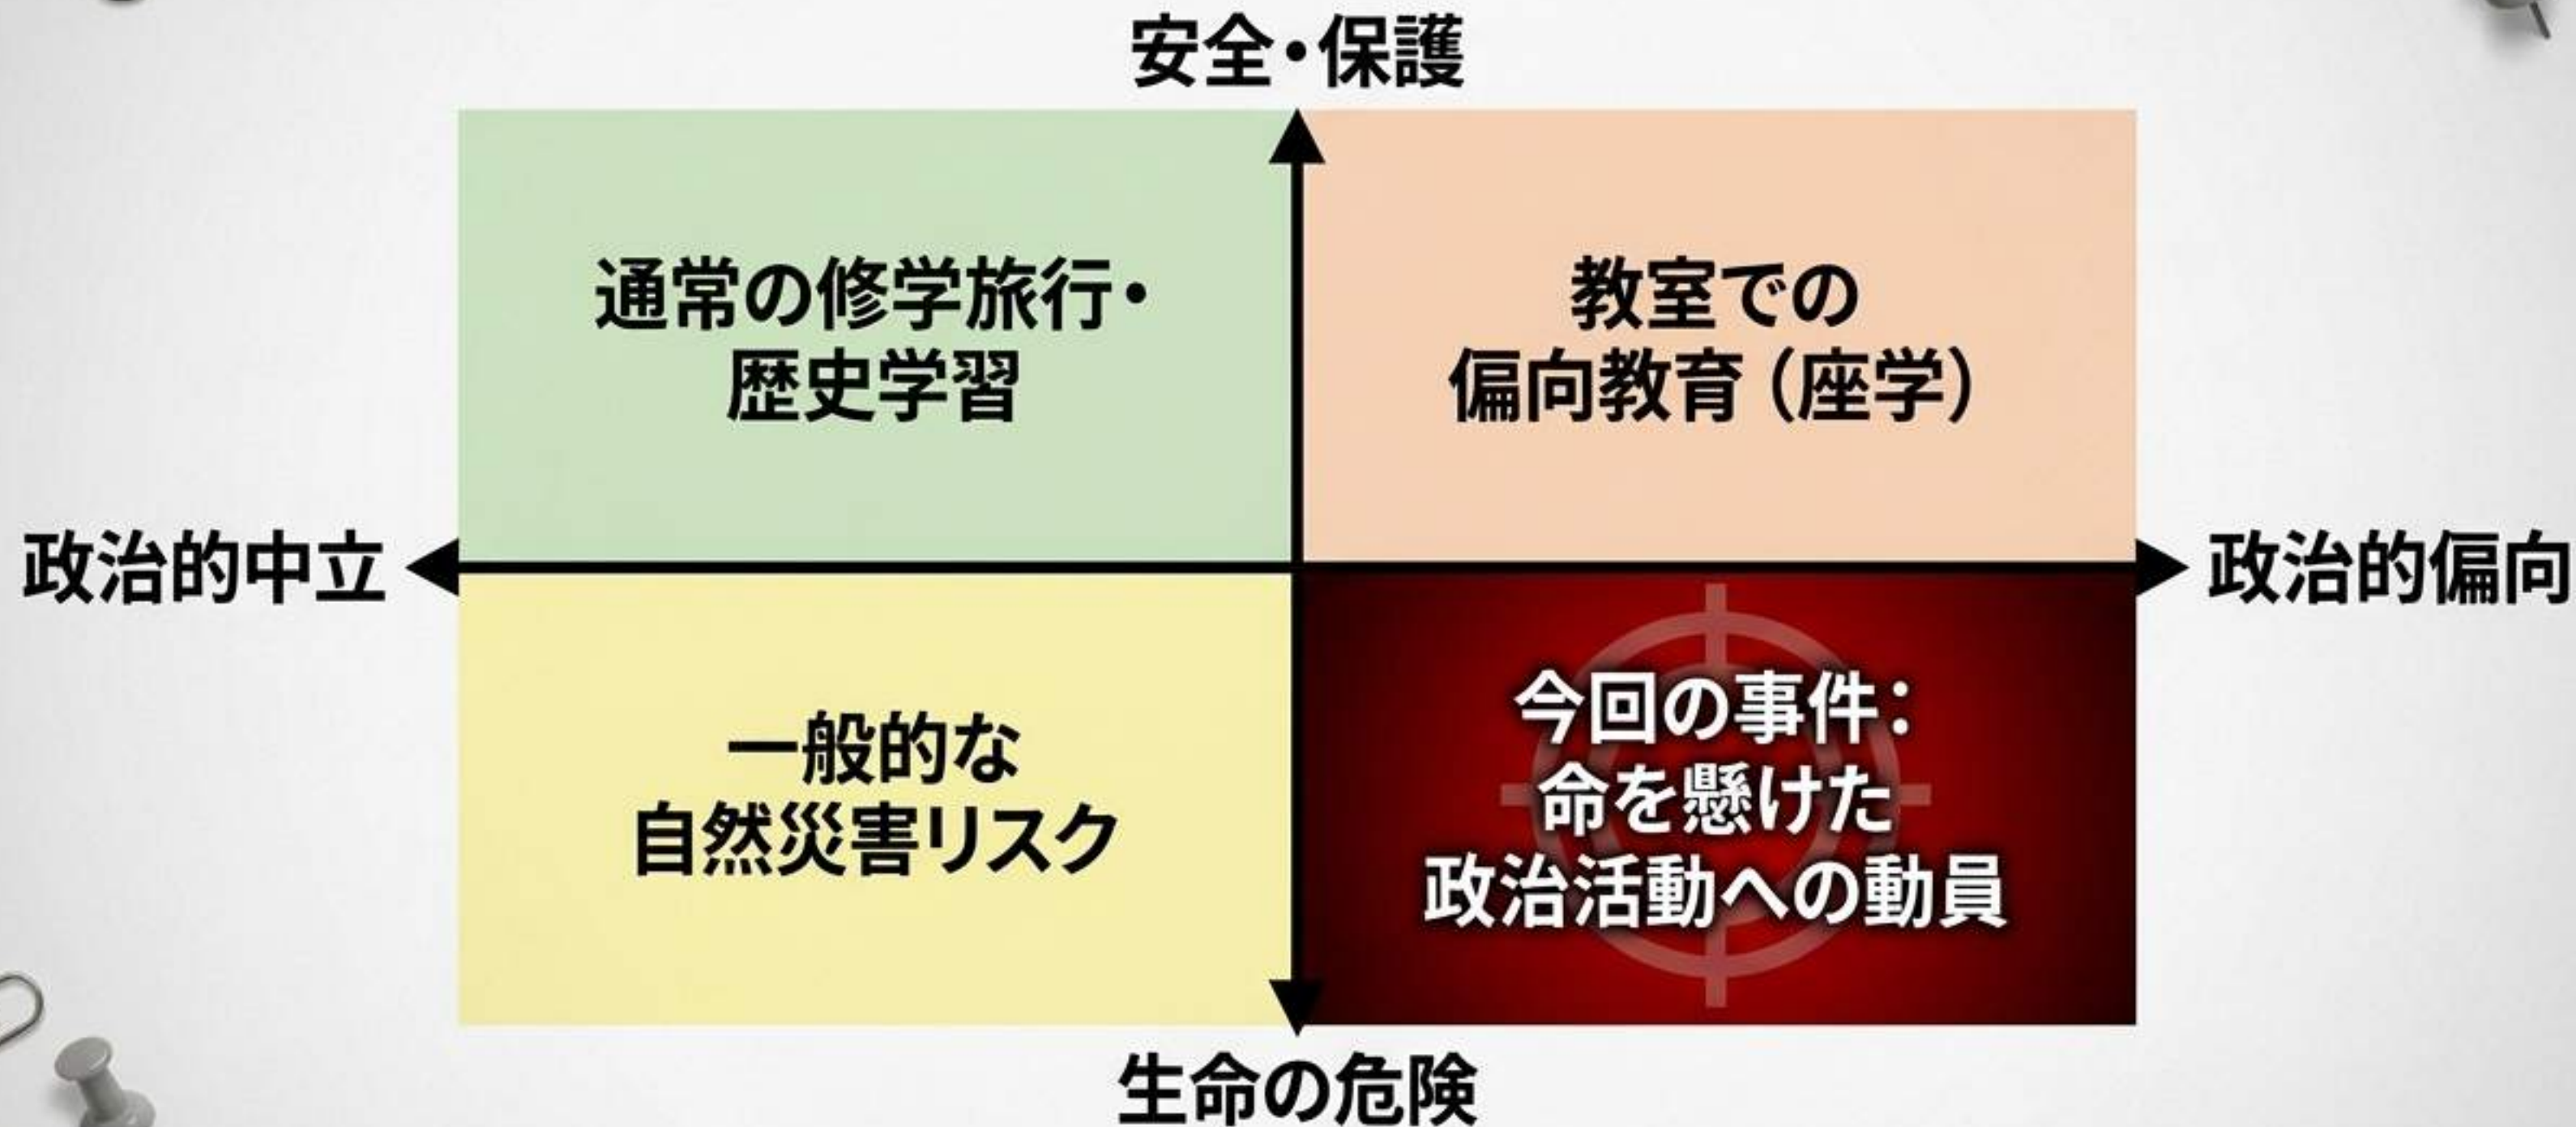 安全・保護
通常の修学旅行・
歴史学習
教室での
偏向教育（座学）
政治的中立
政治的偏向
一般的な
自然災害リスク
今回の事件：
命を懸けた
政治活動への動員
生命の危険